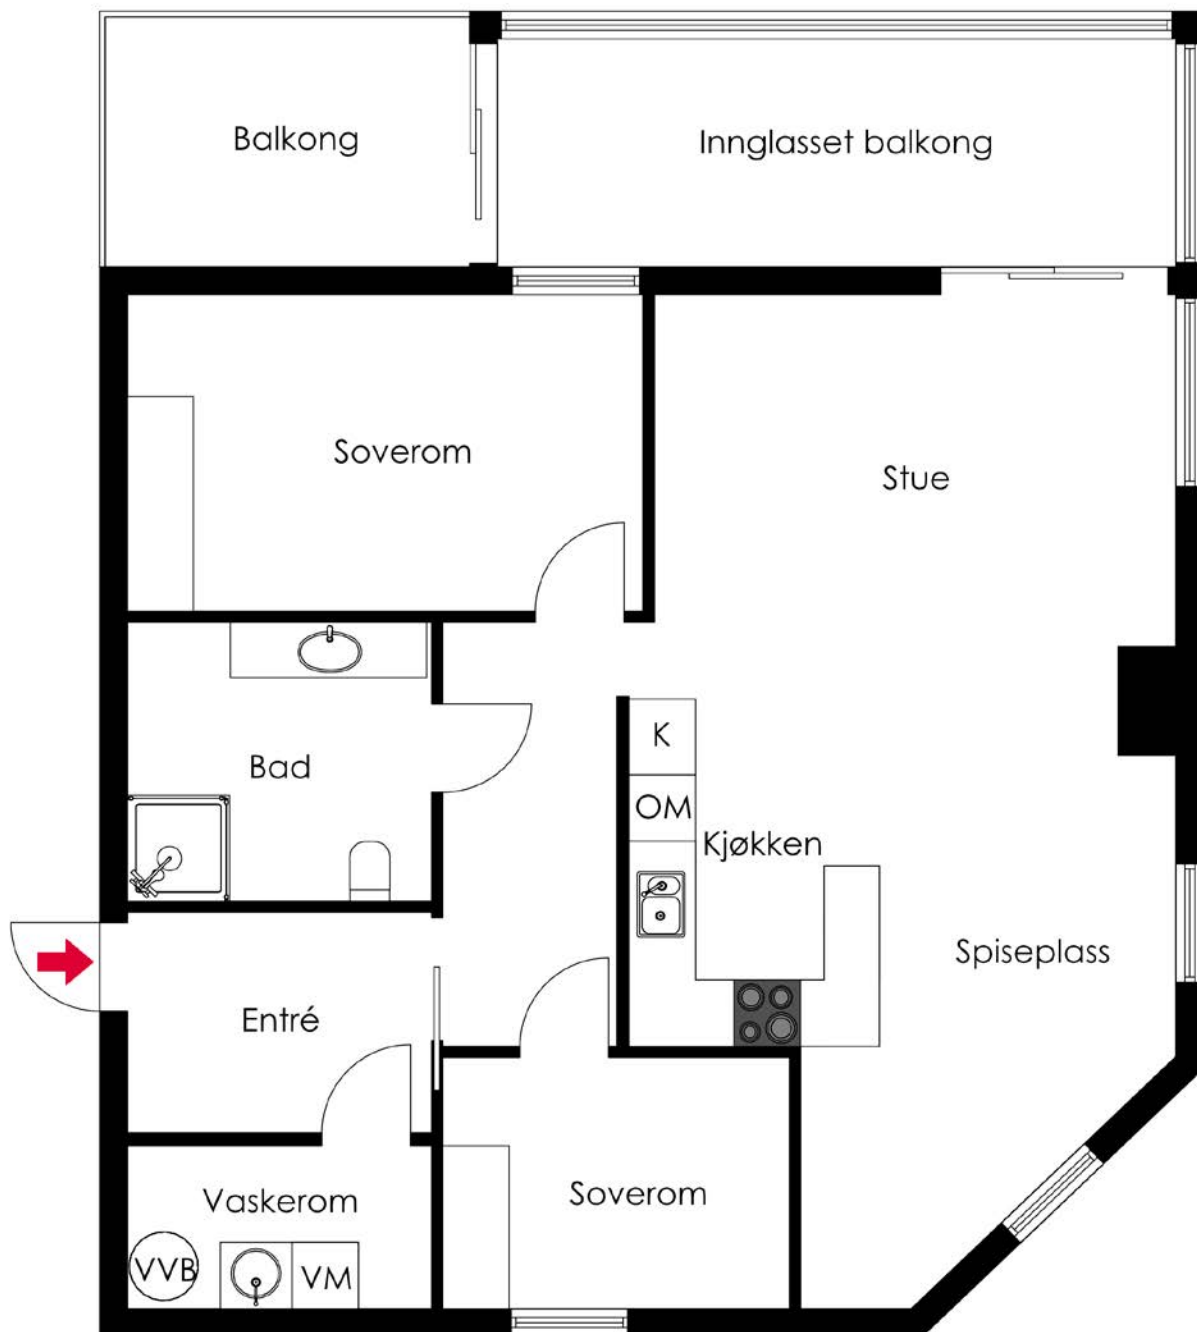 Balkong
Innglasset balkong
Soverom
Stue
K
Bad
OM
Kjøkken
Spiseplass
Entré
Vaskerom
Soverom
VVB
VM